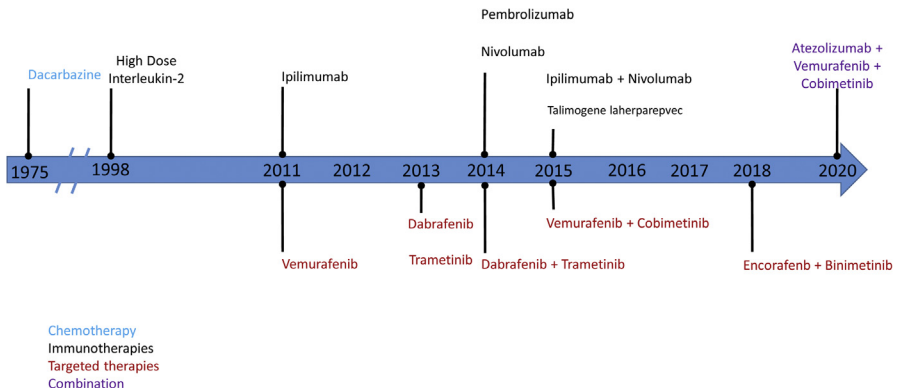 Pembrolizumab
Nivolumab
Atezolizumab +
Vemurafenib +
Cobimetinib
Dacarbazine
High Dose
Interleukin-2
Ipilimumab
Ipilimumab + Nivolumab
Talimogene laherparepvec
1975 1998 2011 2012 2013 2014 2015 2016 2017 2018 2020
Dabrafenib
Vemurafenib + Cobimetinib
Vemurafenib
Trametinib
Dabrafenib + Trametinib
Encorafenb + Binimetinib
Chemotherapy
Immunotherapies
Targeted therapies
Combination